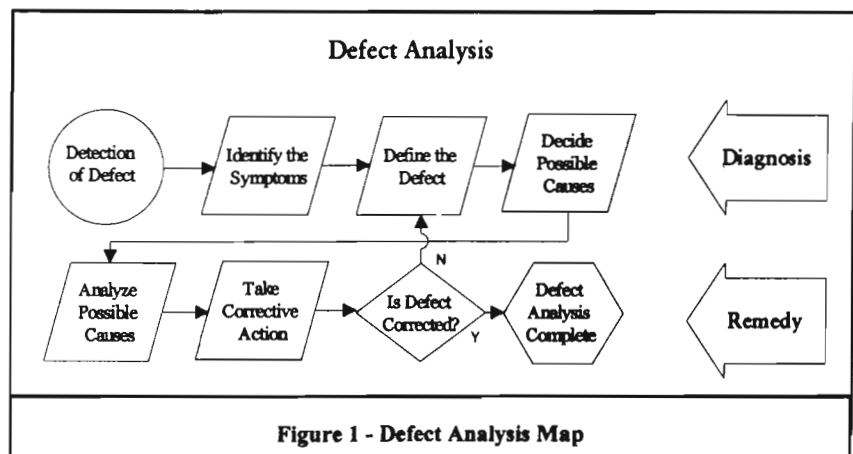 Defect Analysis
Detection
of Defect
Identify the
Symptoms
Define the
Defect
Decide
Possible
Causes
Diagnosis
Analyze
Possible
Causes
Take
Corrective
Action
N
Is Defect
Corrected?
Y
Defect
Analysis
Complete
Remedy
Figure 1 - Defect Analysis Map